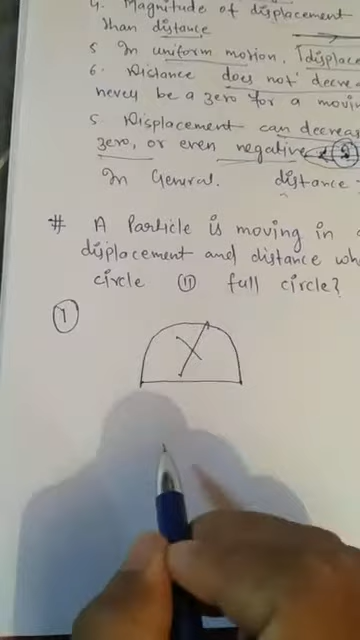 4. Magnitude of displacement
than distance
5 In uniform motion, |displace
6. Distance does not decre
never be a zero for a movin
5. Displacement can decreas
zero, or even negative
In General. distance
# A Particle is moving in a
displacement and distance whe
circle (ii) full circle?
1